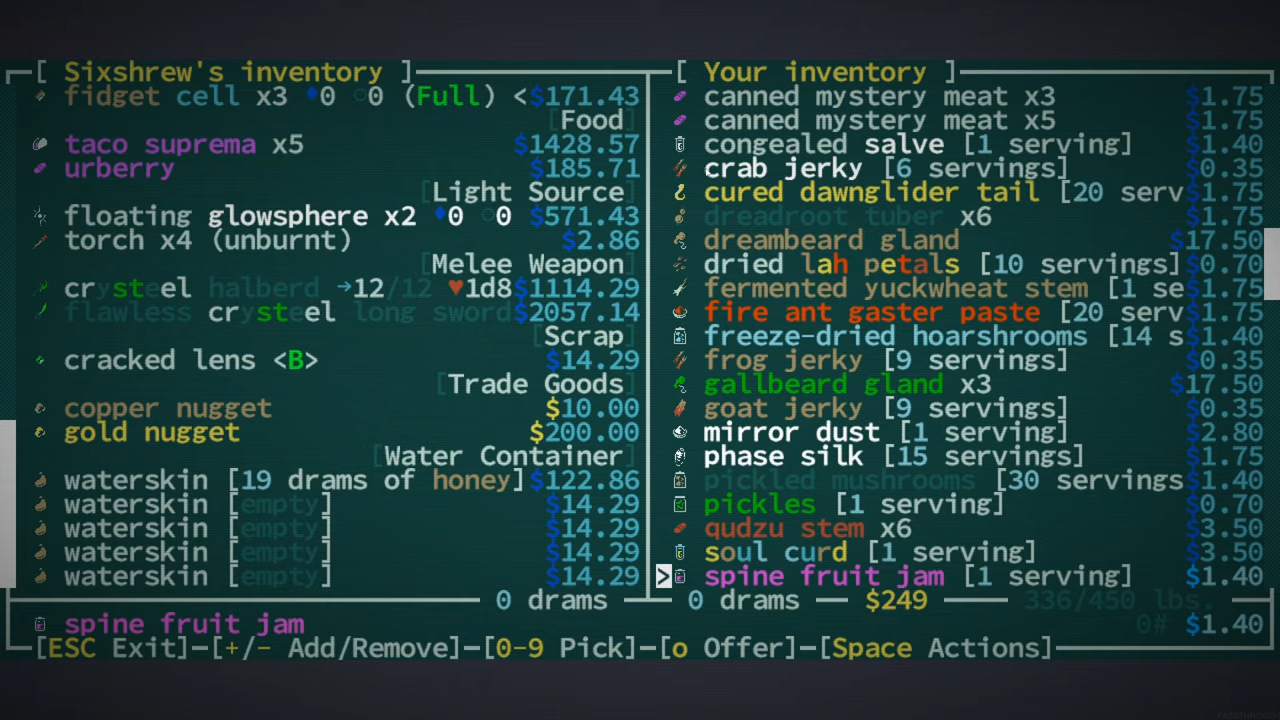 [ Sixshrew's inventory ]
fidget cell x3 ♦0 ○0 (Full) <$171.43
[Food]
taco suprema x5 $1428.57
urberry $185.71
[Light Source]
floating glowsphere x2 ♦0 ○0 $571.43
torch x4 (unburnt) $2.86
[Melee Weapon]
crysteel halberd →12/12 ♥1d8$1114.29
flawless crysteel long sword$2057.14
[Scrap]
cracked lens <B> $14.29
[Trade Goods]
copper nugget $10.00
gold nugget $200.00
[Water Container]
waterskin [19 drams of honey]$122.86
waterskin [empty] $14.29
waterskin [empty] $14.29
waterskin [empty] $14.29
waterskin [empty] $14.29
0 drams
[ Your inventory ]
canned mystery meat x3 $1.75
canned mystery meat x5 $1.75
congealed salve [1 serving] $1.40
crab jerky [6 servings] $0.35
cured dawnglider tail [20 serv$1.75
dreadroot tuber x6 $1.75
dreambeard gland $17.50
dried lah petals [10 servings]$0.70
fermented yuckwheat stem [1 se$1.75
fire ant gaster paste [20 serv$1.75
freeze-dried hoarshrooms [14 s$1.40
frog jerky [9 servings] $0.35
gallbeard gland x3 $17.50
goat jerky [9 servings] $0.35
mirror dust [1 serving] $2.80
phase silk [15 servings] $1.75
pickled mushrooms [30 servings$1.40
pickles [1 serving] $0.70
qudzu stem x6 $3.50
soul curd [1 serving] $3.50
> spine fruit jam [1 serving] $1.40
0 drams $249 336/450 lbs.
spine fruit jam 0# $1.40
[ESC Exit]-[+/- Add/Remove]-[0-9 Pick]-[o Offer]-[Space Actions]